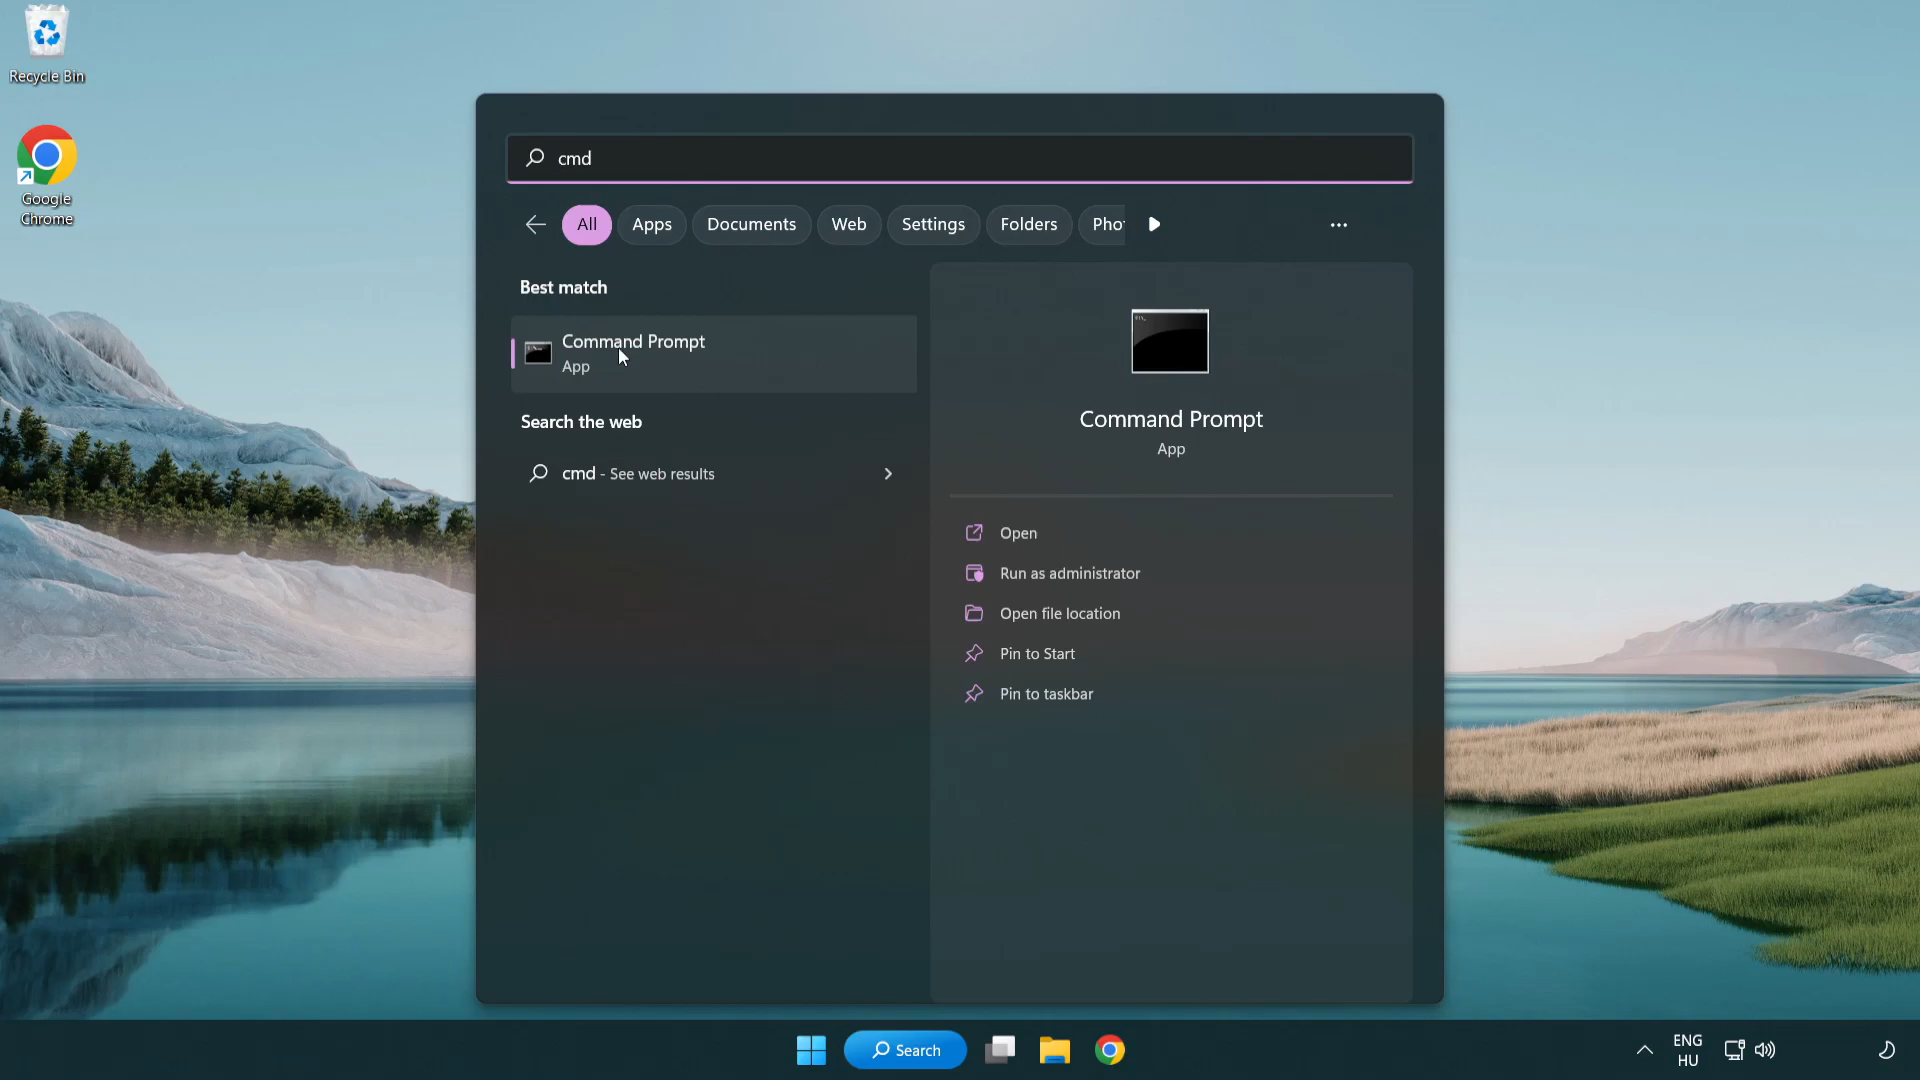 Recycle Bin
Google
Chrome
cmd
All
Apps
Documents
Web
Settings
Folders
Pho
Best match
Command Prompt
App
Search the web
cmd - See web results
Command Prompt
App
Open
Run as administrator
Open file location
Pin to Start
Pin to taskbar
Search
ENG
HU